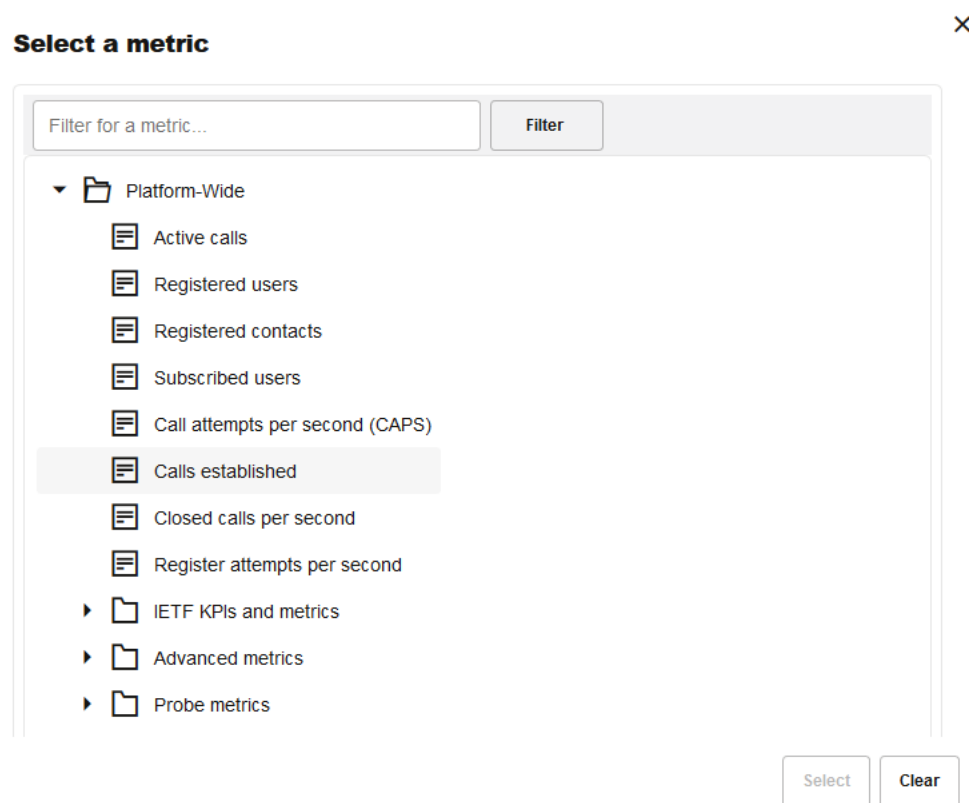 Select a metric
Filter for a metric...
Filter
Platform-Wide
Active calls
Registered users
Registered contacts
Subscribed users
Call attempts per second (CAPS)
Calls established
Closed calls per second
Register attempts per second
IETF KPIs and metrics
Advanced metrics
Probe metrics
Select
Clear